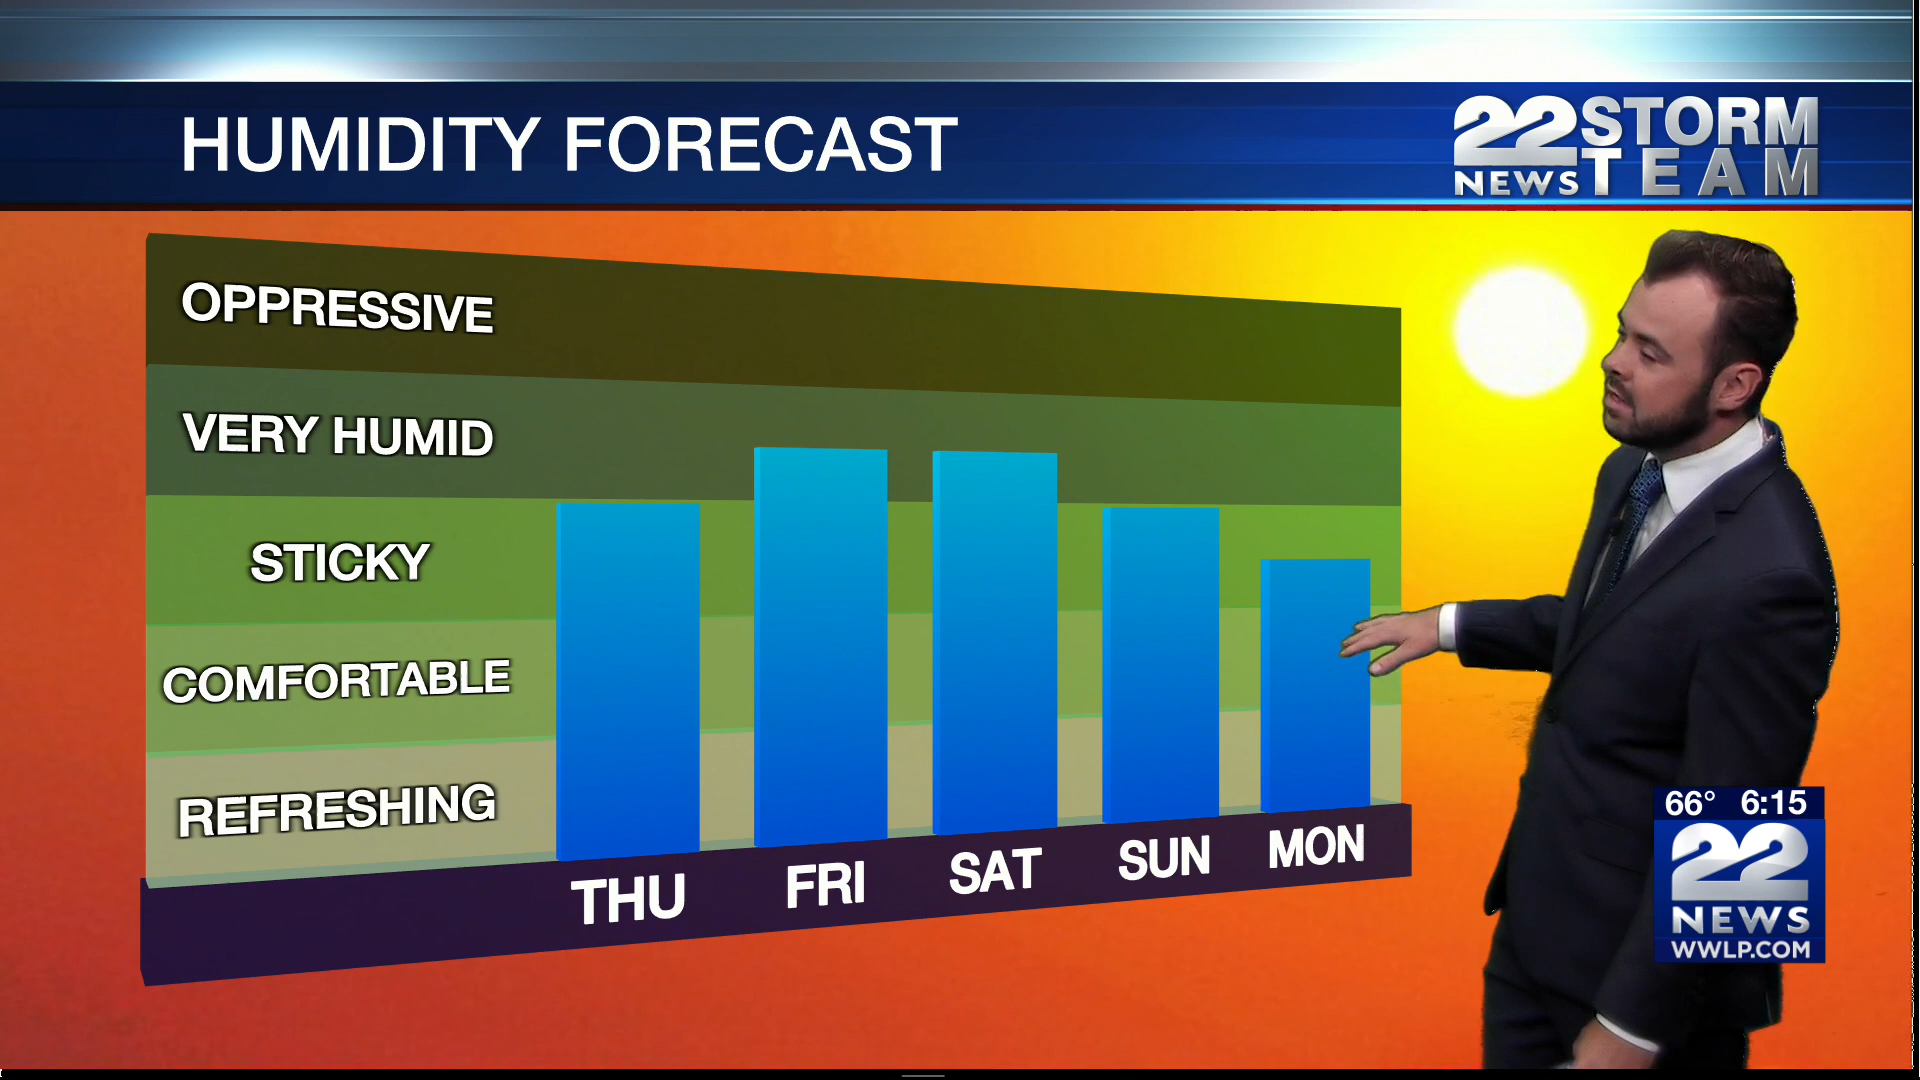 HUMIDITY FORECAST
22 STORM
NEWS TEAM
OPPRESSIVE
VERY HUMID
STICKY
COMFORTABLE
REFRESHING
THU FRI SAT SUN MON
66° 6:15
22
NEWS
WWLP.COM